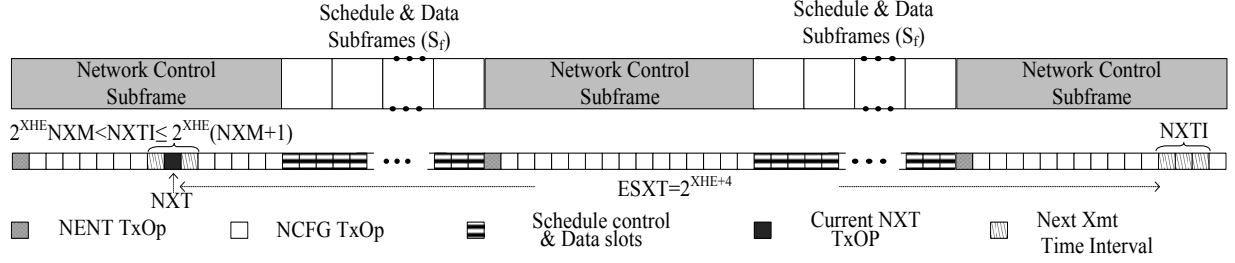 Schedule & Data
Subframes (Sf)
Schedule & Data
Subframes (Sf)
Network Control
Subframe
Network Control
Subframe
Network Control
Subframe
2^XHE NXM<NXTI≤ 2^XHE(NXM+1)
NXTI
NXT
ESXT=2^XHE+4
NENT TxOp
NCFG TxOp
Schedule control
& Data slots
Current NXT
TxOP
Next Xmt
Time Interval